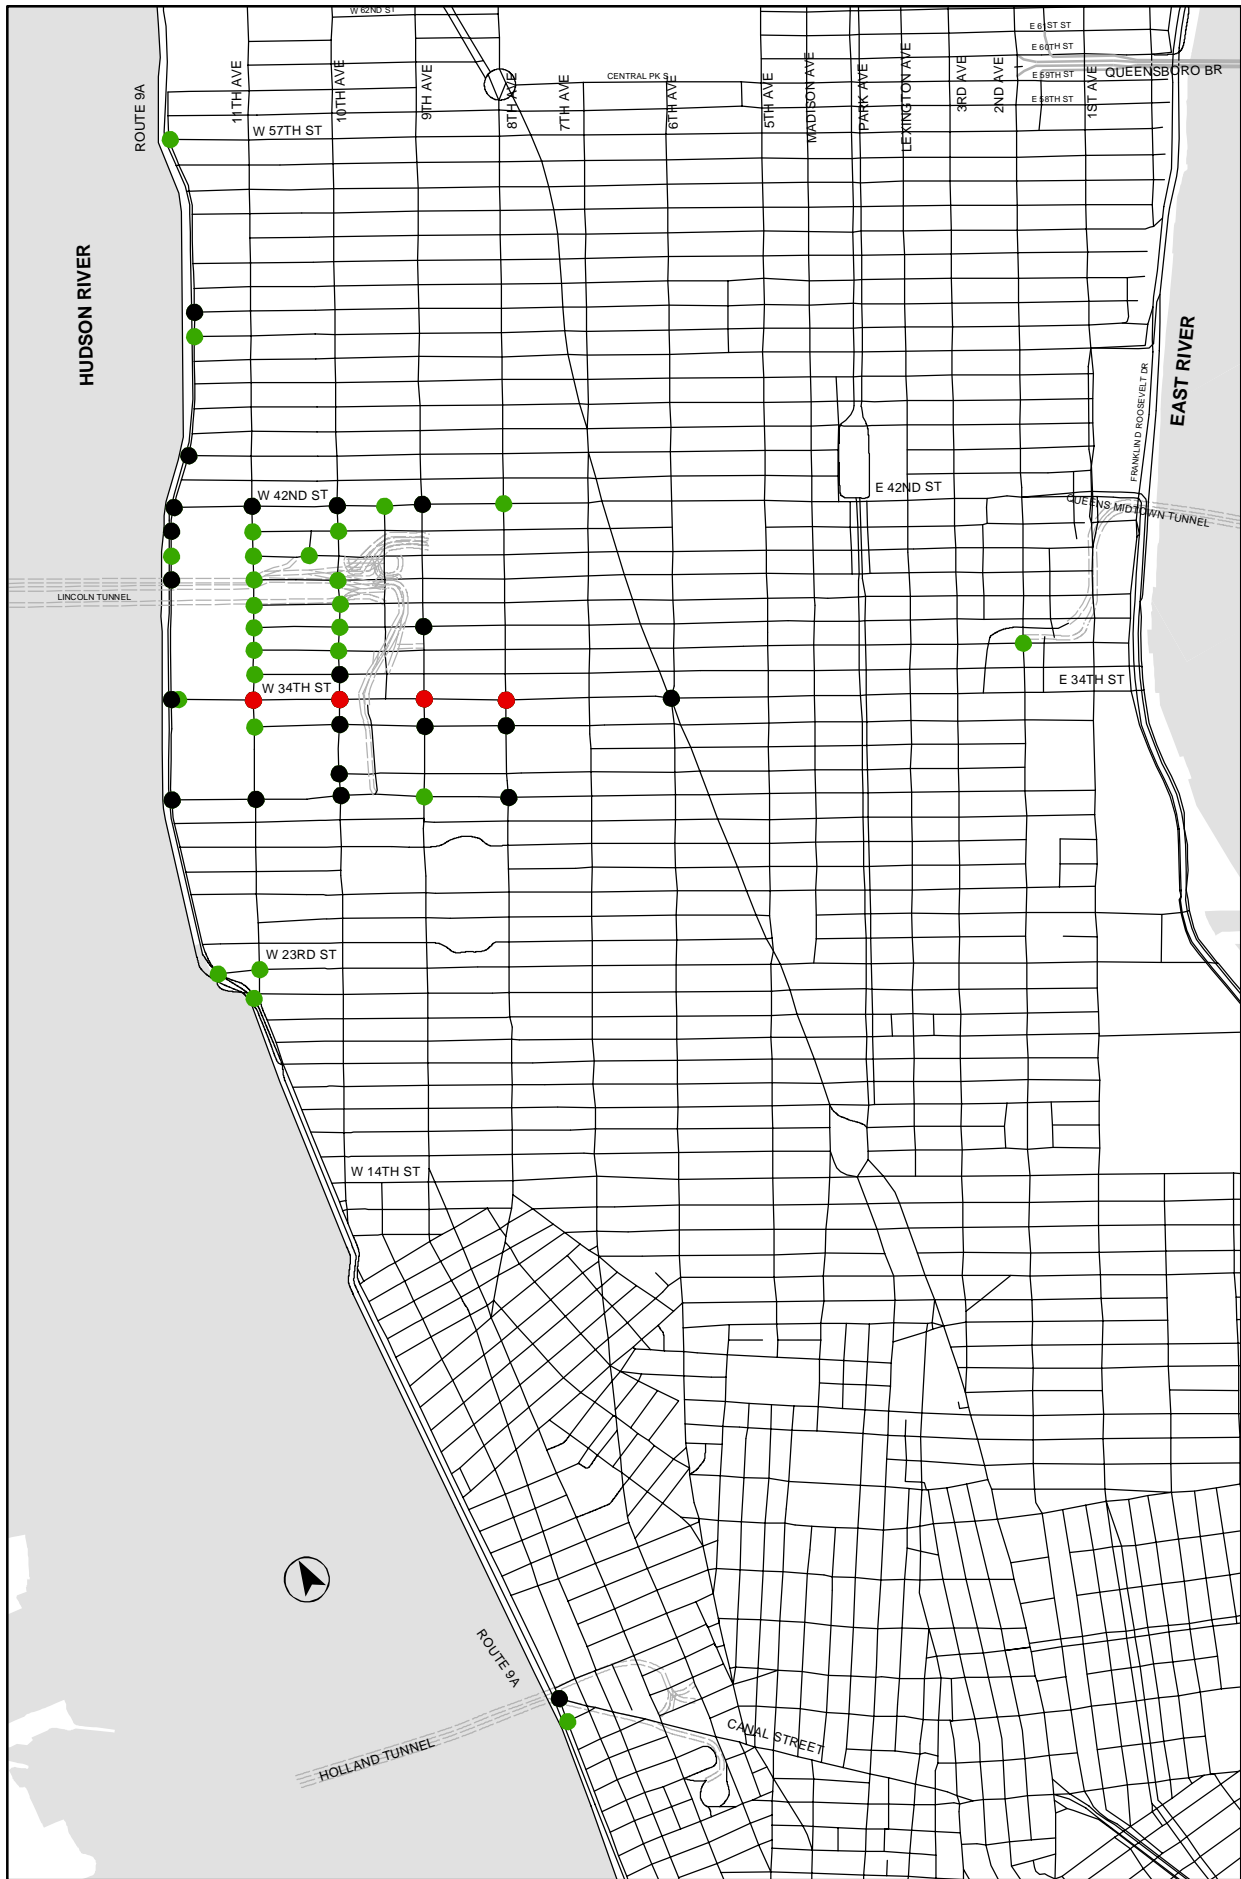 W 62ND ST
E 61ST ST
E 60TH ST
QUEENSBORO BR
E 59TH ST
E 58TH ST
CENTRAL PK S
ROUTE 9A
11TH AVE
10TH AVE
9TH AVE
8TH AVE
7TH AVE
6TH AVE
5TH AVE
MADISON AVE
PARK AVE
LEXINGTON AVE
3RD AVE
2ND AVE
1ST AVE
W 57TH ST
HUDSON RIVER
EAST RIVER
FRANKLIN D ROOSEVELT DR
W 42ND ST
E 42ND ST
QUEENS MIDTOWN TUNNEL
LINCOLN TUNNEL
W 34TH ST
E 34TH ST
W 23RD ST
W 14TH ST
ROUTE 9A
CANAL STREET
HOLLAND TUNNEL